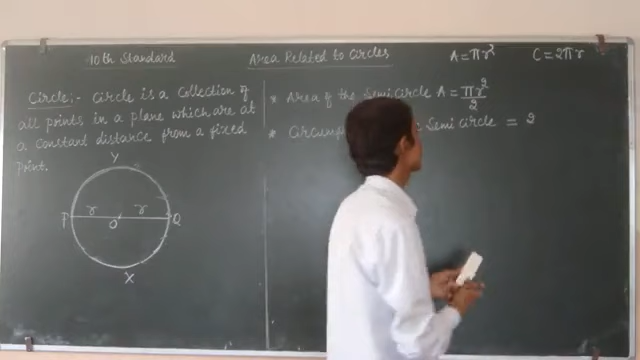 10th Standard
Area Related to Circles
A = πr²
C = 2πr
Circle:- Circle is a Collection of
all points in a plane which are at
a constant distance from a fixed
point.
Y
P r O r Q
X
* Area of the Semi Circle A = πr²/2
* Semi Circle = 2